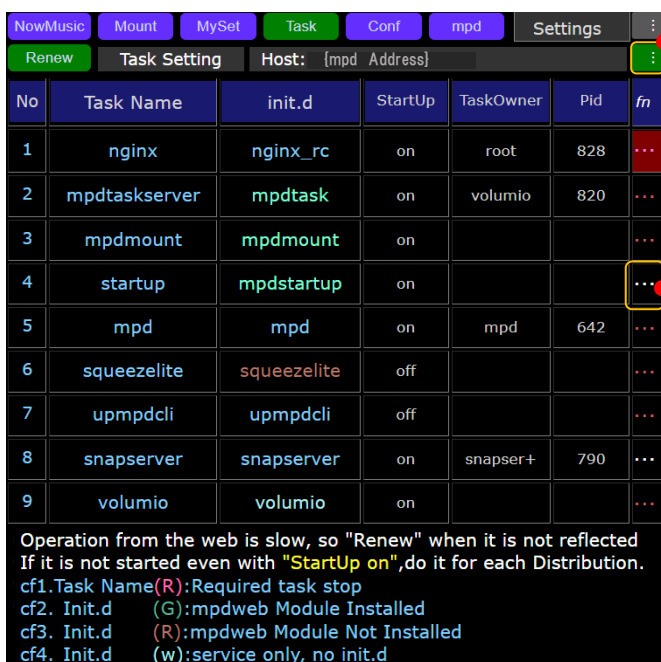 NowMusic Mount MySet Task Conf mpd Settings ⋮
Renew Task Setting Host: {mpd Address} ⋮
No Task Name init.d StartUp TaskOwner Pid fn
1 nginx nginx_rc on root 828 ...
2 mpdtaskserver mpdtask on volumio 820 ...
3 mpdmount mpdmount on ...
4 startup mpdstartup on ...
5 mpd mpd on mpd 642 ...
6 squeezelite squeezelite off ...
7 upmpdcli upmpdcli off ...
8 snapserver snapserver on snapser+ 790 ...
9 volumio volumio on ...
Operation from the web is slow, so "Renew" when it is not reflected
If it is not started even with "StartUp on",do it for each Distribution.
cf1.Task Name(R):Required task stop
cf2. Init.d (G):mpdweb Module Installed
cf3. Init.d (R):mpdweb Module Not Installed
cf4. Init.d (w):service only, no init.d